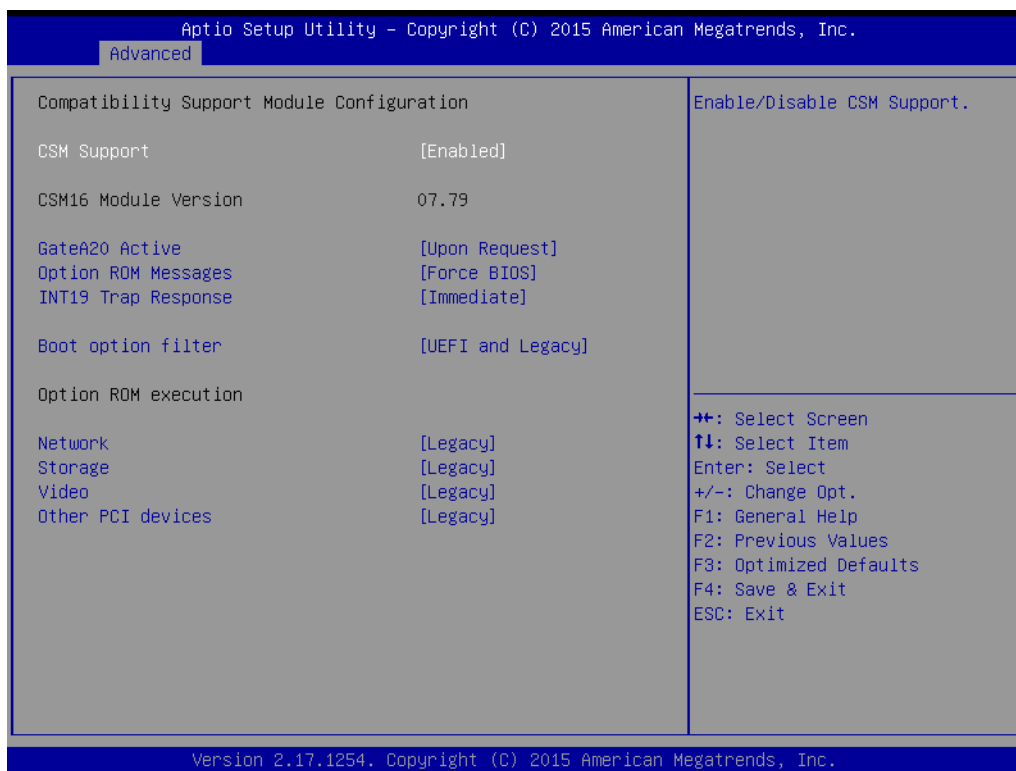 Aptio Setup Utility – Copyright (C) 2015 American Megatrends, Inc.
Advanced
Compatibility Support Module Configuration
CSM Support [Enabled]
CSM16 Module Version 07.79
GateA20 Active [Upon Request]
Option ROM Messages [Force BIOS]
INT19 Trap Response [Immediate]
Boot option filter [UEFI and Legacy]
Option ROM execution
Network [Legacy]
Storage [Legacy]
Video [Legacy]
Other PCI devices [Legacy]
Enable/Disable CSM Support.
→←: Select Screen
↑↓: Select Item
Enter: Select
+/-: Change Opt.
F1: General Help
F2: Previous Values
F3: Optimized Defaults
F4: Save & Exit
ESC: Exit
Version 2.17.1254. Copyright (C) 2015 American Megatrends, Inc.